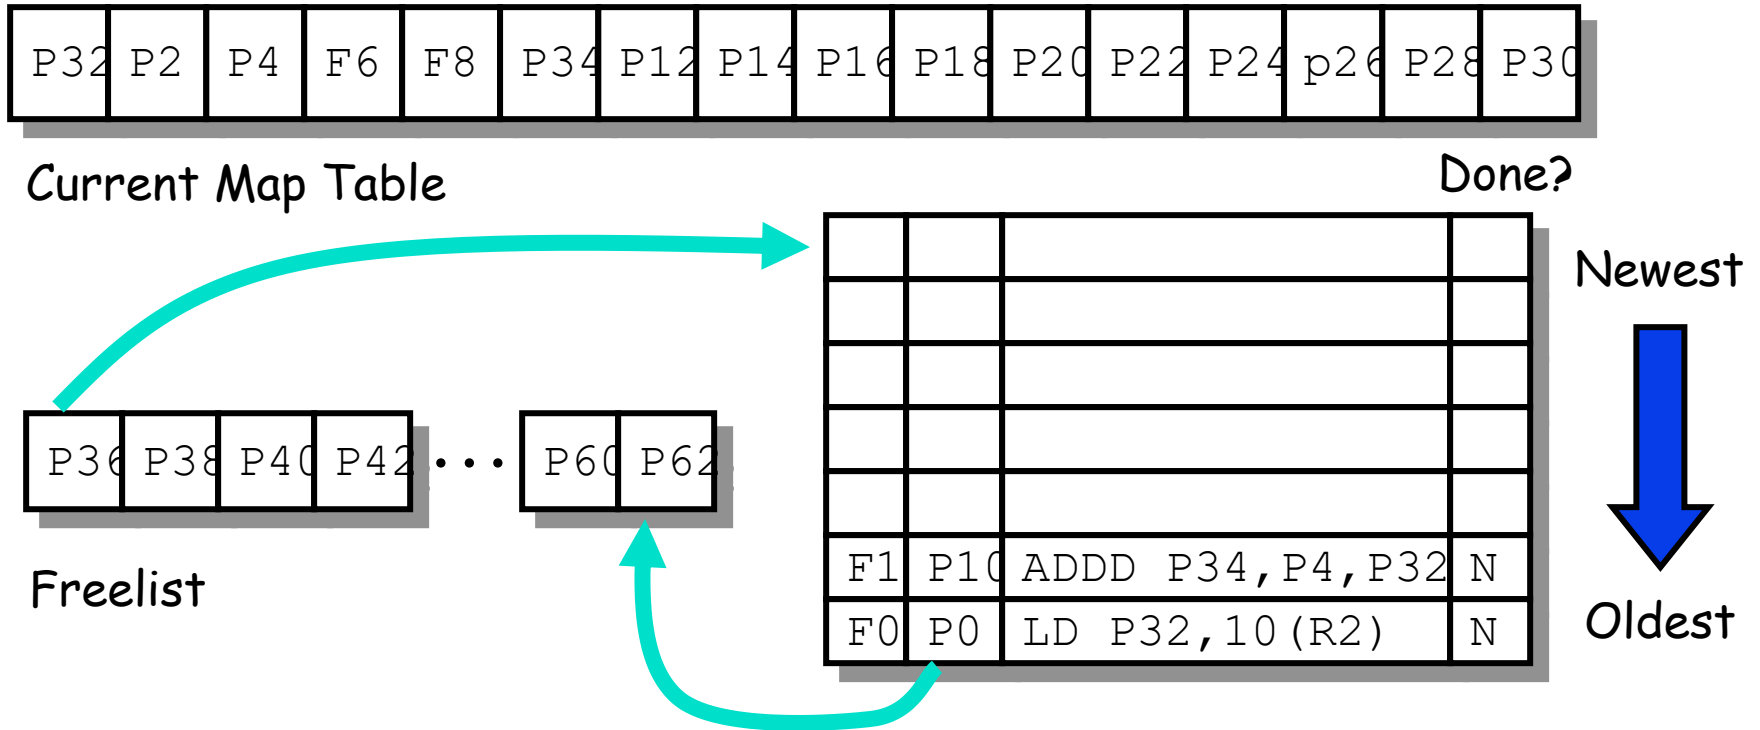 P32 P2 P4 F6 F8 P34 P12 P14 P16 P18 P20 P22 P24 p26 P28 P30
Current Map Table
Done?
Newest
P36 P38 P40 P42 ... P60 P62
Freelist
F1 P10 ADDD P34,P4,P32 N
F0 P0 LD P32,10(R2) N
Oldest